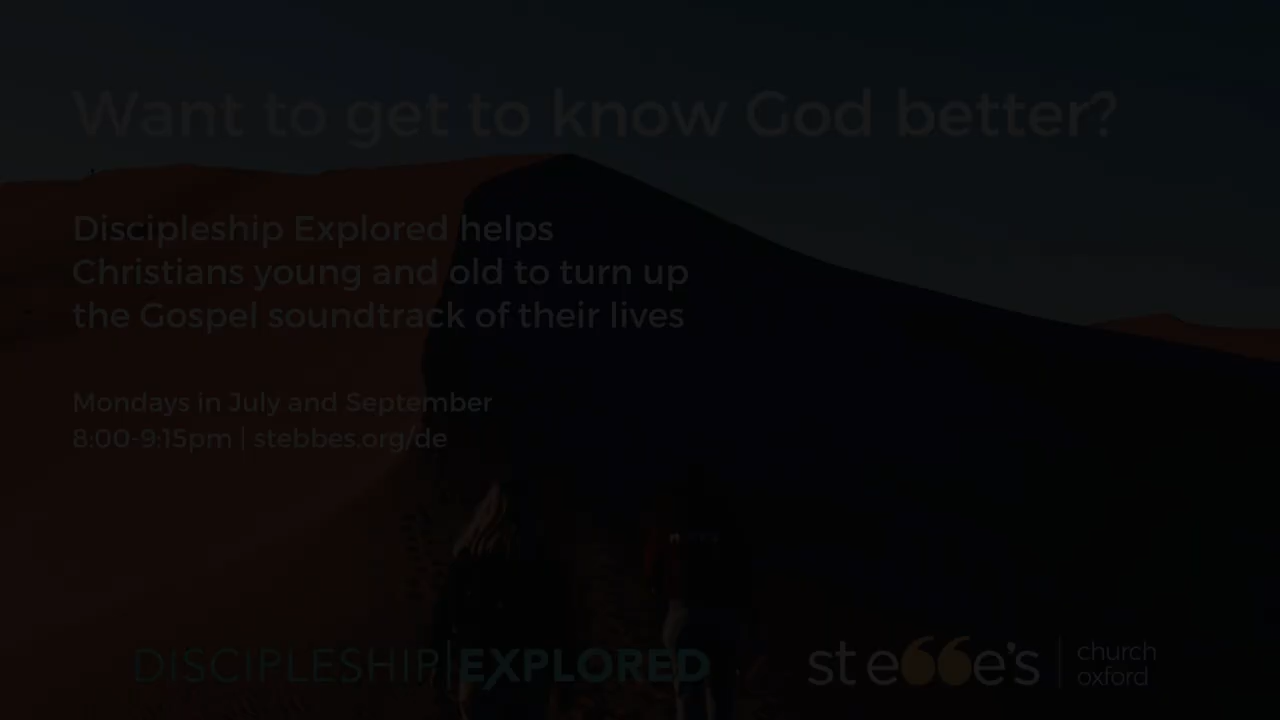 Want to get to know God better?
Discipleship Explored helps
Christians young and old to turn up
the Gospel soundtrack of their lives
Mondays in July and September
8:00-9:15pm | stebbes.org/de
DISCIPLESHIP|EXPLORED
stebbe's | church
oxford